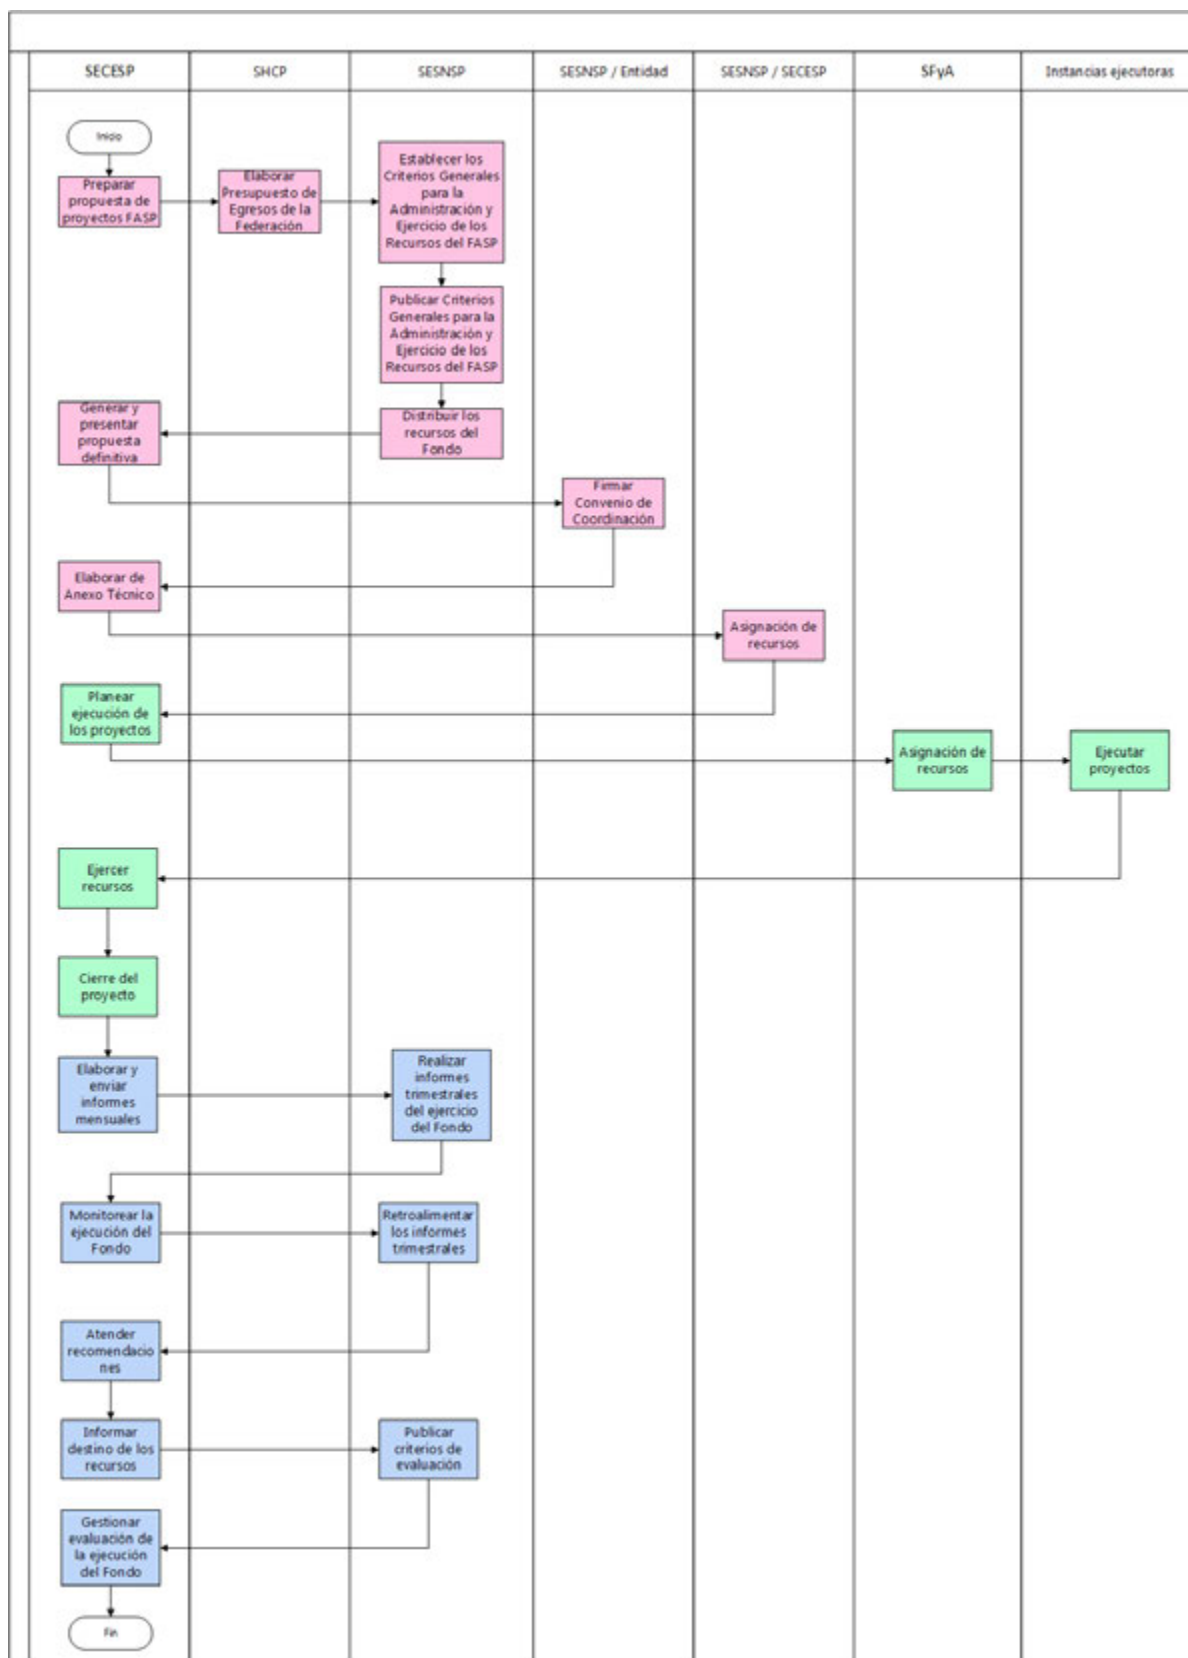 SECESP
SHCP
SESNSP
SESNSP / Entidad
SESNSP / SECESP
SFyA
Instancias ejecutoras
Inicio
Preparar
propuesta de
proyectos FASP
Elaborar
Presupuesto de
Egresos de la
Federación
Establecer los
Criterios Generales
para la
Administración y
Ejercicio de los
Recursos del FASP
Publicar Criterios
Generales para la
Administración y
Ejercicio de los
Recursos del FASP
Distribuir los
recursos del
Fondo
Generar y
presentar
propuesta
definitiva
Firmar
Convenio de
Coordinación
Elaborar de
Anexo Técnico
Asignación de
recursos
Planear
ejecución de
los proyectos
Asignación de
recursos
Ejecutar
proyectos
Ejercer
recursos
Cierre del
proyecto
Elaborar y
enviar
informes
mensuales
Realizar
informes
trimestrales
del ejercicio
del Fondo
Monitorear la
ejecución del
Fondo
Retroalimentar
los informes
trimestrales
Atender
recomendacio
nes
Informar
destino de los
recursos
Publicar
criterios de
evaluación
Gestionar
evaluación de
la ejecución
del Fondo
Fin